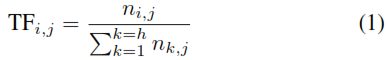 TF_{i,j} = \frac{n_{i,j}}{\sum_{k=1}^{k=h} n_{k,j}} (1)